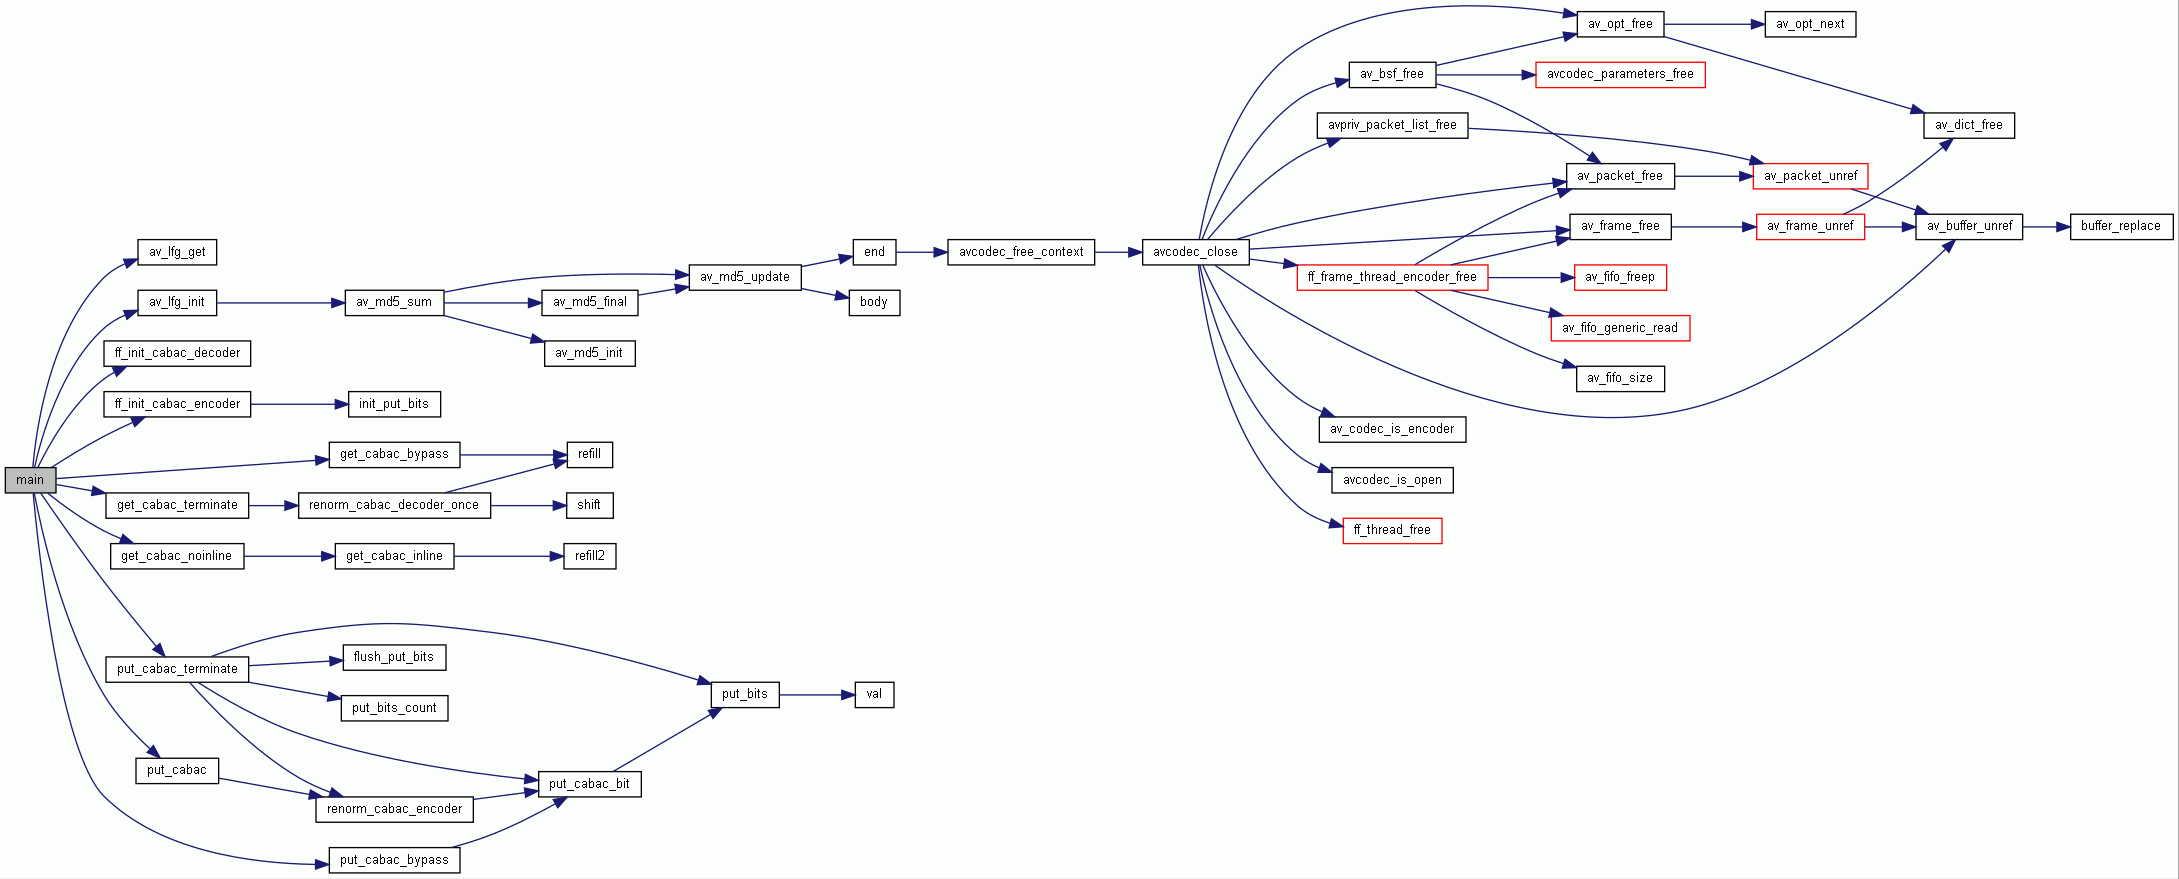 av_opt_free
av_opt_next
av_bsf_free
avcodec_parameters_free
avpriv_packet_list_free
av_dict_free
av_packet_free
av_packet_unref
av_frame_free
av_frame_unref
av_buffer_unref
buffer_replace
av_lfg_get
end
avcodec_free_context
avcodec_close
av_md5_update
ff_frame_thread_encoder_free
av_fifo_freep
av_lfg_init
av_md5_sum
av_md5_final
body
av_fifo_generic_read
ff_init_cabac_decoder
av_md5_init
av_fifo_size
ff_init_cabac_encoder
init_put_bits
av_codec_is_encoder
get_cabac_bypass
refill
main
avcodec_is_open
get_cabac_terminate
renorm_cabac_decoder_once
shift
ff_thread_free
get_cabac_noinline
get_cabac_inline
refill2
put_cabac_terminate
flush_put_bits
put_bits
val
put_bits_count
put_cabac
put_cabac_bit
renorm_cabac_encoder
put_cabac_bypass